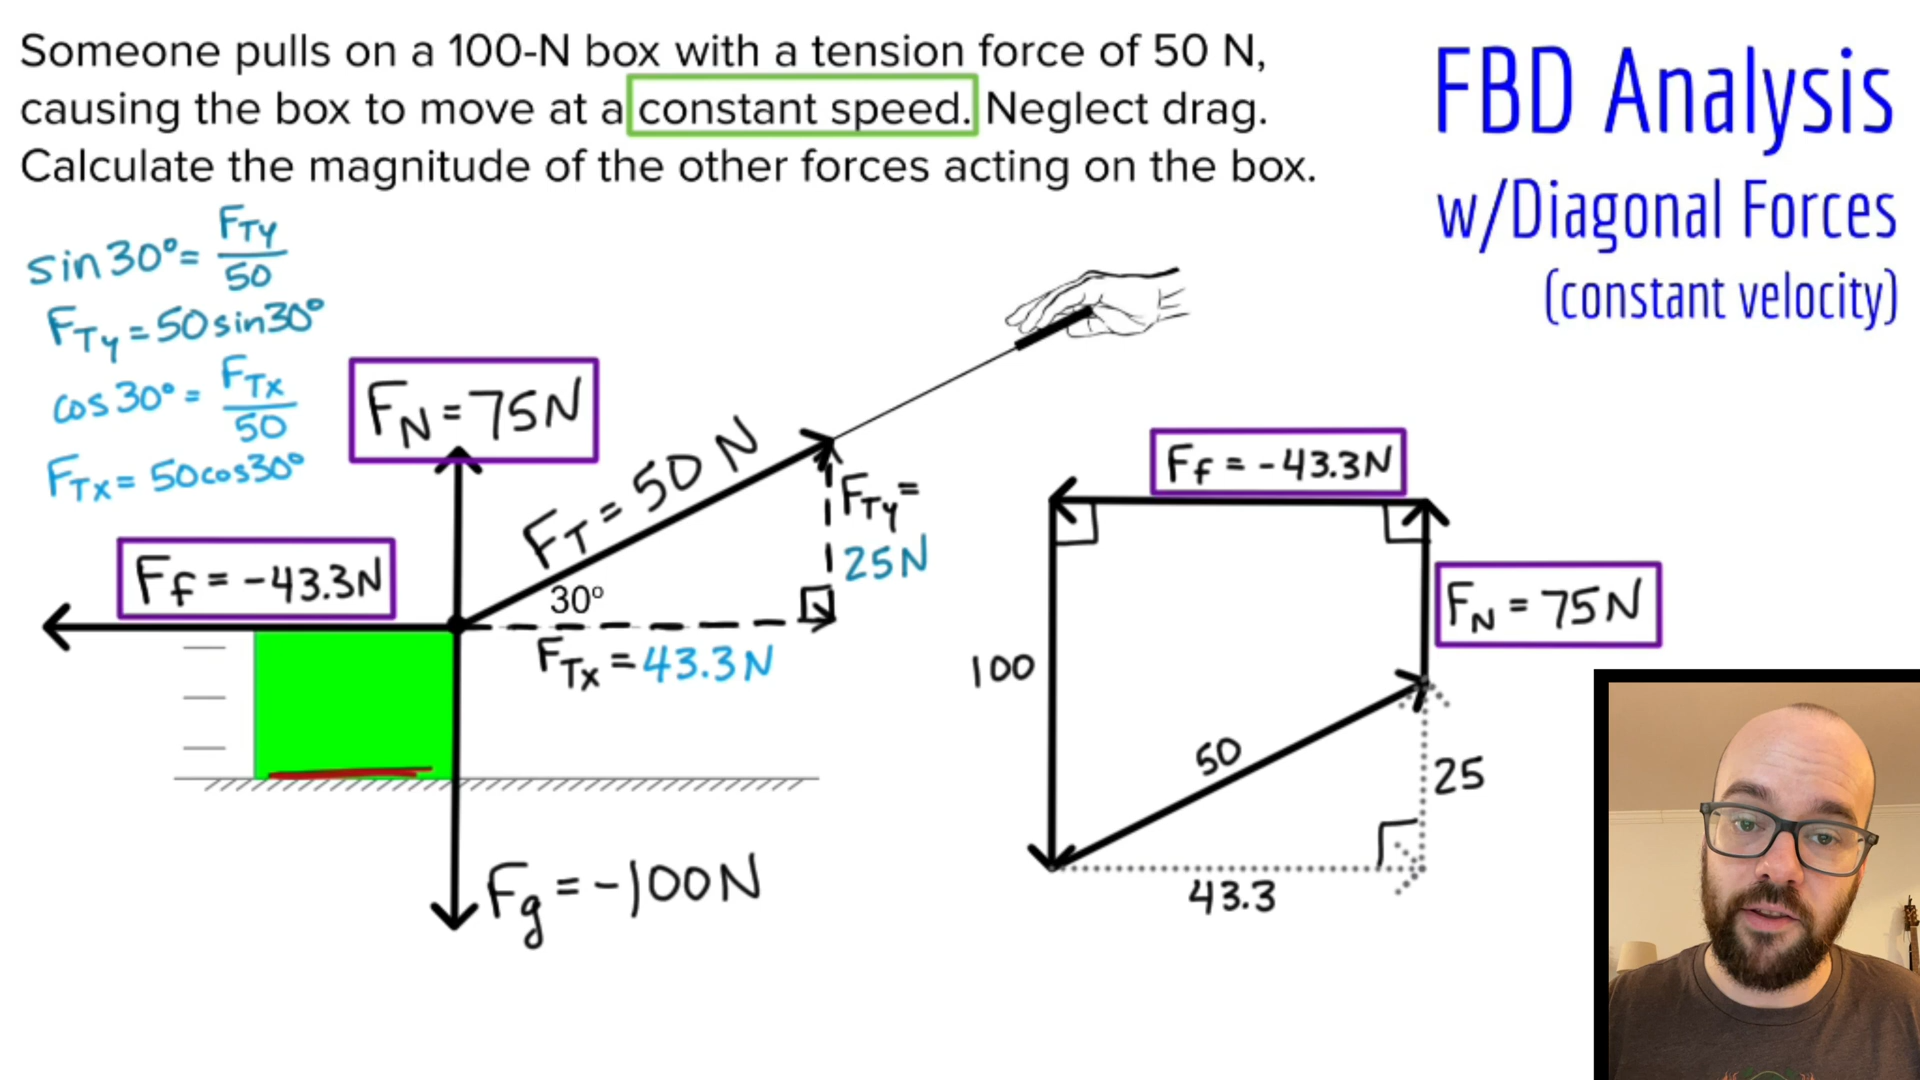 Someone pulls on a 100-N box with a tension force of 50 N,
causing the box to move at a constant speed. Neglect drag.
Calculate the magnitude of the other forces acting on the box.
FBD Analysis
w/Diagonal Forces
(constant velocity)
sin30°= FTy/50
FTy=50sin30°
cos30°= FTx/50
FTx= 50cos30°
FN=75N
FT=50N
FTy=
25N
Ff=-43.3N
30°
FTx=43.3N
Fg=-100N
Ff=-43.3N
FN=75N
100
50
25
43.3